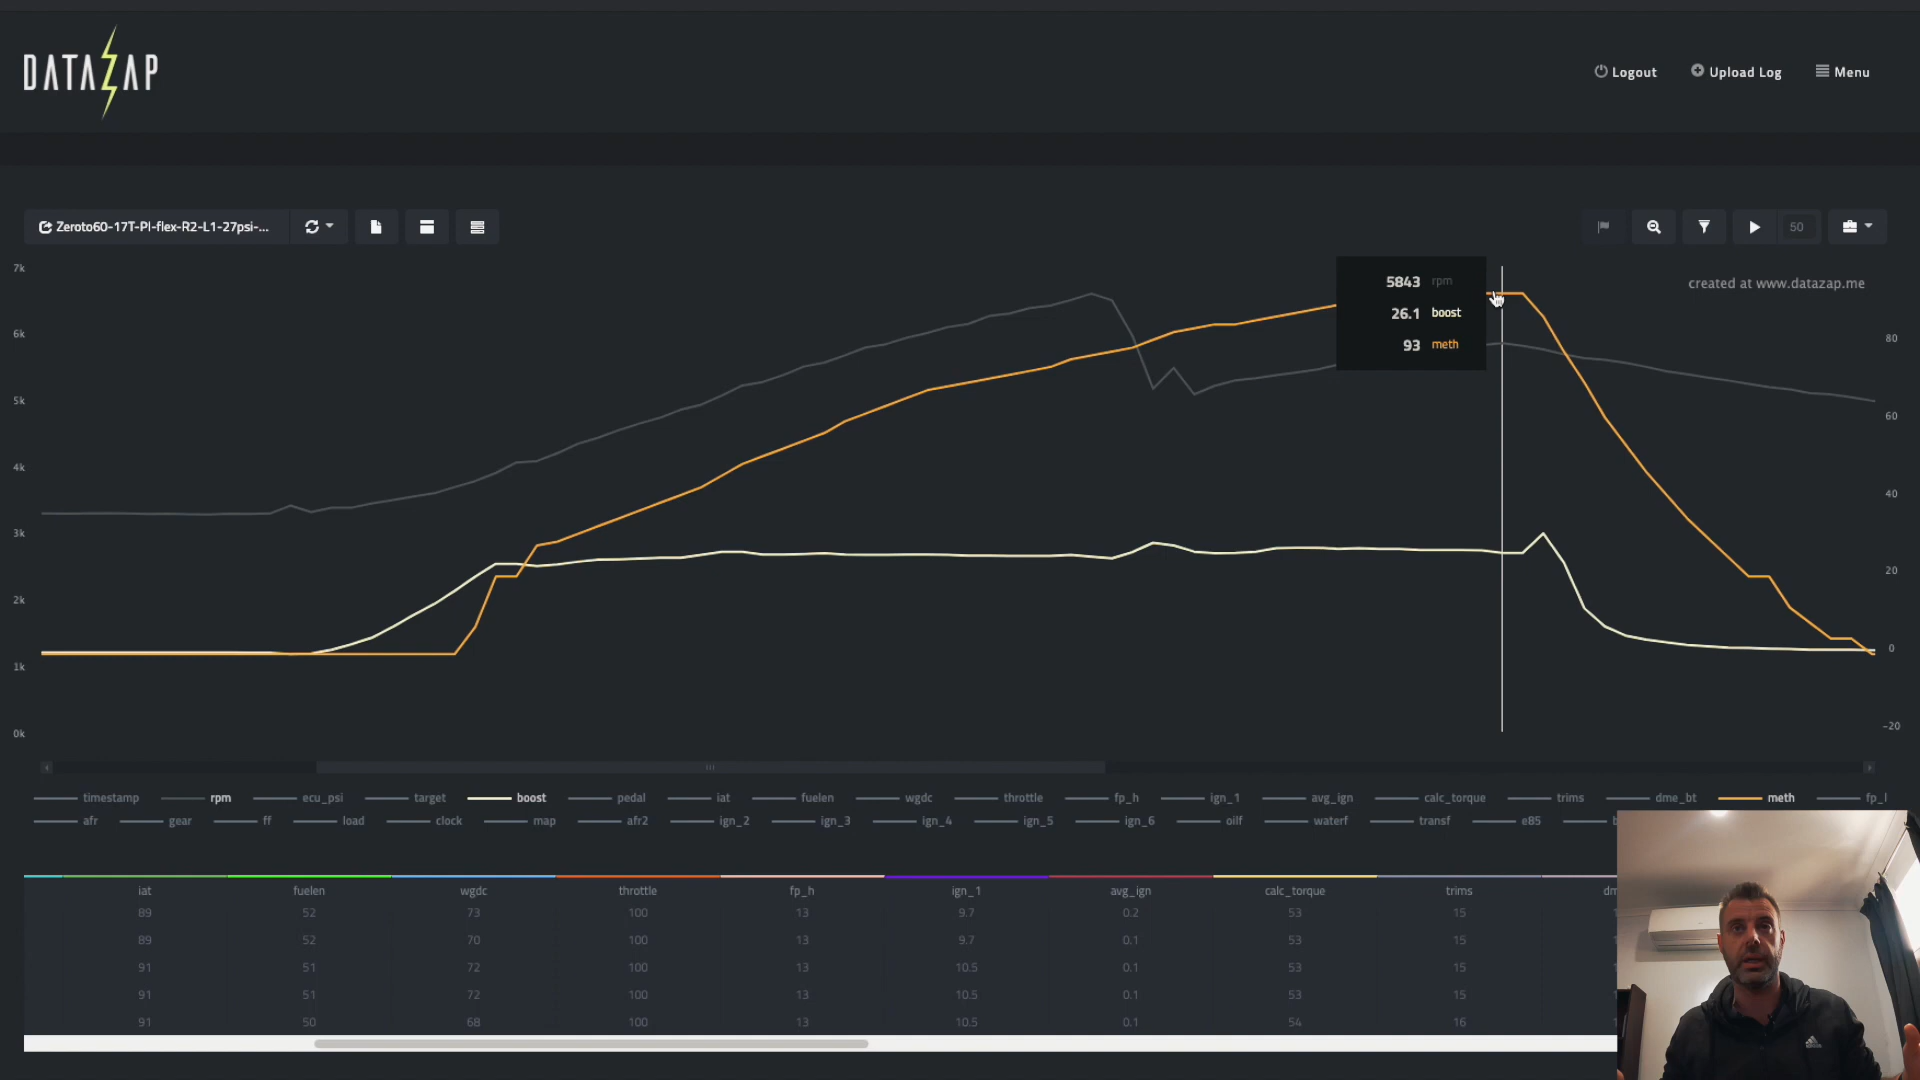 DATAZAP
Logout Upload Log Menu
Zeroto60-17T-PI-flex-R2-L1-27psi-...
50
7k
6k
5k
4k
3k
2k
1k
0k
5843 rpm
26.1 boost
93 meth
created at www.datazap.me
80
60
40
20
0
-20
timestamp rpm ecu_psi target boost pedal iat fuelen wgdc throttle fp_h ign_1 avg_ign calc_torque trims dme_bt meth fp_l
afr gear ff load clock map afr2 ign_2 ign_3 ign_4 ign_5 ign_6 oilf waterf transf e85 b
iat fuelen wgdc throttle fp_h ign_1 avg_ign calc_torque trims dm
89 52 73 100 13 9.7 0.2 53 15
89 52 70 100 13 9.7 0.1 53 15
91 51 72 100 13 10.5 0.1 53 15
91 51 72 100 13 10.5 0.1 53 15
91 50 68 100 13 10.5 0.1 54 16